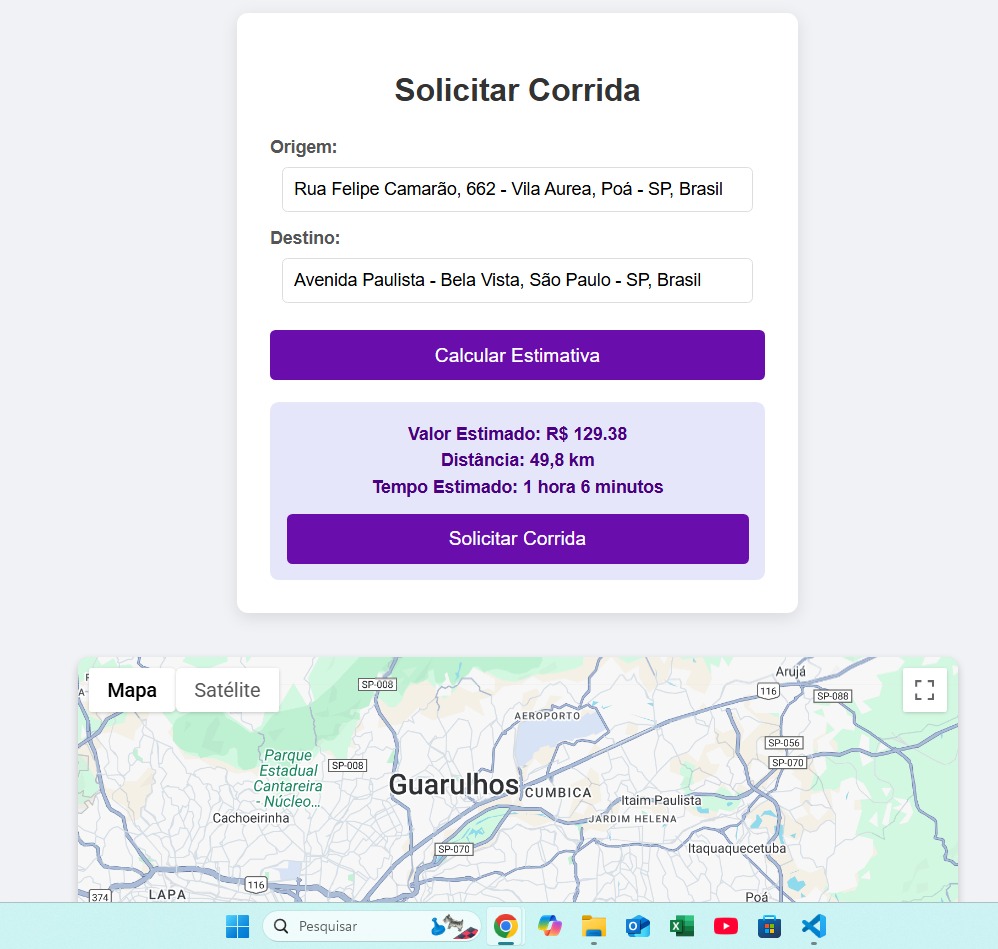 Solicitar Corrida
Origem:
Rua Felipe Camarão, 662 - Vila Aurea, Poá - SP, Brasil
Destino:
Avenida Paulista - Bela Vista, São Paulo - SP, Brasil
Calcular Estimativa
Valor Estimado: R$ 129.38
Distância: 49,8 km
Tempo Estimado: 1 hora 6 minutos
Solicitar Corrida
Mapa
Satélite
SP-008
Arujá
116
SP-088
AEROPORTO
SP-056
SP-070
Parque
Estadual
Cantareira
- Núcleo...
SP-008
Guarulhos
CUMBICA
Itaim Paulista
Cachoeirinha
JARDIM HELENA
SP-070
Itaquaquecetuba
116
374
LAPA
Poá
Pesquisar